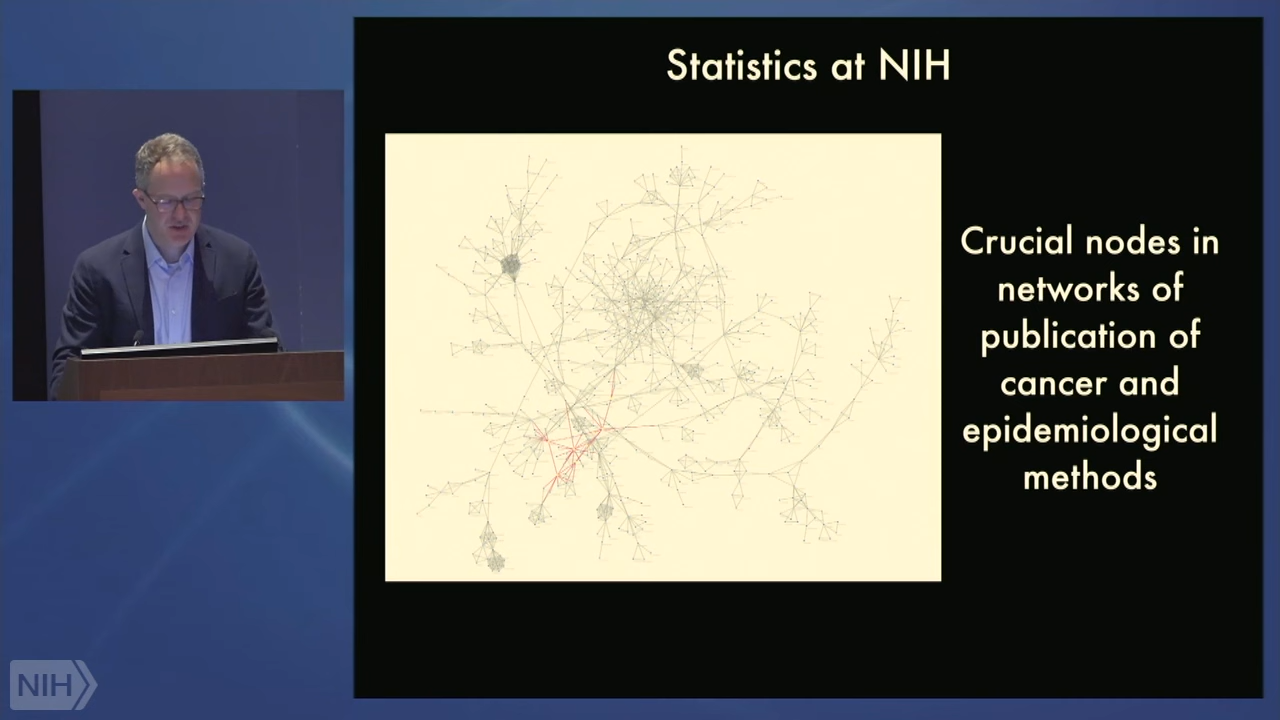 Statistics at NIH
Crucial nodes in
networks of
publication of
cancer and
epidemiological
methods
NIH